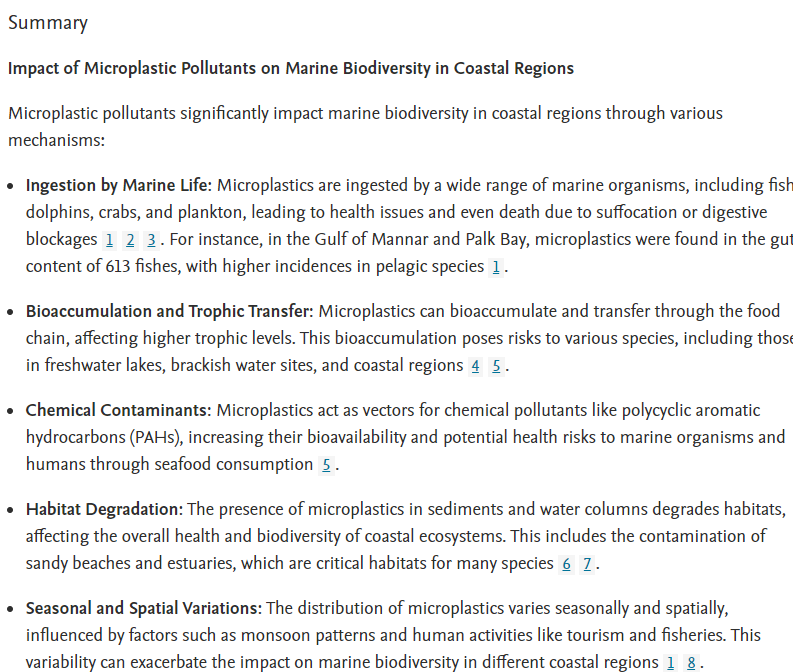 Summary
Impact of Microplastic Pollutants on Marine Biodiversity in Coastal Regions
Microplastic pollutants significantly impact marine biodiversity in coastal regions through various
mechanisms:
• Ingestion by Marine Life: Microplastics are ingested by a wide range of marine organisms, including fish
dolphins, crabs, and plankton, leading to health issues and even death due to suffocation or digestive
blockages 1 2 3 . For instance, in the Gulf of Mannar and Palk Bay, microplastics were found in the gut
content of 613 fishes, with higher incidences in pelagic species 1 .
• Bioaccumulation and Trophic Transfer: Microplastics can bioaccumulate and transfer through the food
chain, affecting higher trophic levels. This bioaccumulation poses risks to various species, including those
in freshwater lakes, brackish water sites, and coastal regions 4 5 .
• Chemical Contaminants: Microplastics act as vectors for chemical pollutants like polycyclic aromatic
hydrocarbons (PAHs), increasing their bioavailability and potential health risks to marine organisms and
humans through seafood consumption 5 .
• Habitat Degradation: The presence of microplastics in sediments and water columns degrades habitats,
affecting the overall health and biodiversity of coastal ecosystems. This includes the contamination of
sandy beaches and estuaries, which are critical habitats for many species 6 7 .
• Seasonal and Spatial Variations: The distribution of microplastics varies seasonally and spatially,
influenced by factors such as monsoon patterns and human activities like tourism and fisheries. This
variability can exacerbate the impact on marine biodiversity in different coastal regions 1 8 .